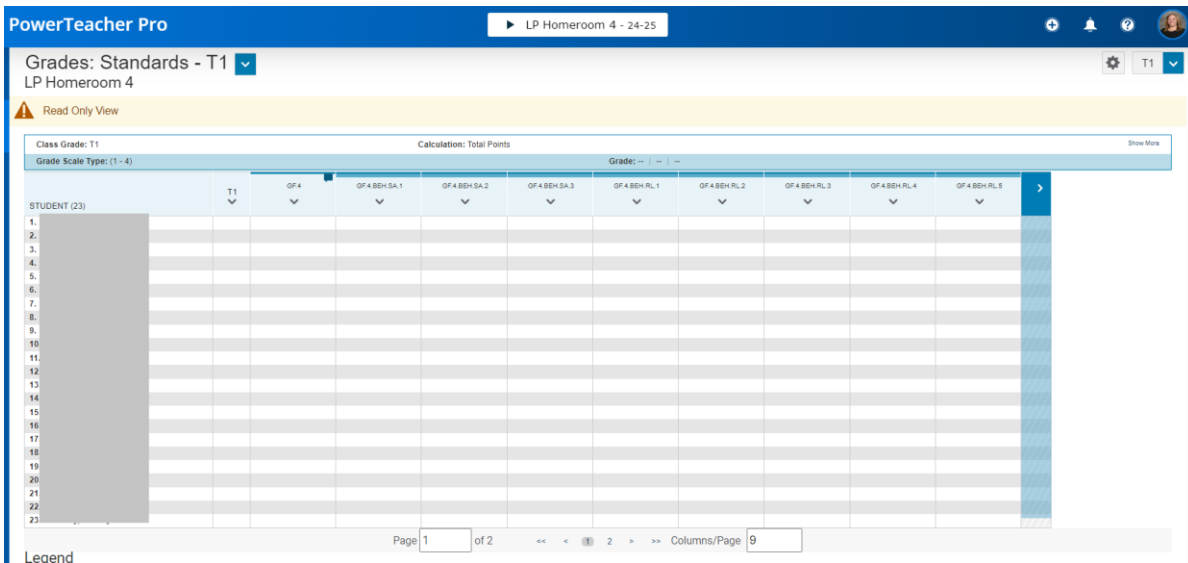 PowerTeacher Pro
LP Homeroom 4 - 24-25
Grades: Standards - T1
T1
LP Homeroom 4
Read Only View
Class Grade: T1 Calculation: Total Points Show More
Grade Scale Type: (1 - 4) Grade: -- | -- | --
STUDENT (23) T1 GF.4 GF.4.BEH.SA.1 GF.4.BEH.SA.2 GF.4.BEH.SA.3 GF.4.BEH.RL.1 GF.4.BEH.RL.2 GF.4.BEH.RL.3 GF.4.BEH.RL.4 GF.4.BEH.RL.5 >
1.
2.
3.
4.
5.
6.
7.
8.
9.
10
11.
12
13
14
15
16
17
18
19
20
21
22
23
Page 1 of 2 << < 1 2 > >> Columns/Page 9
Legend